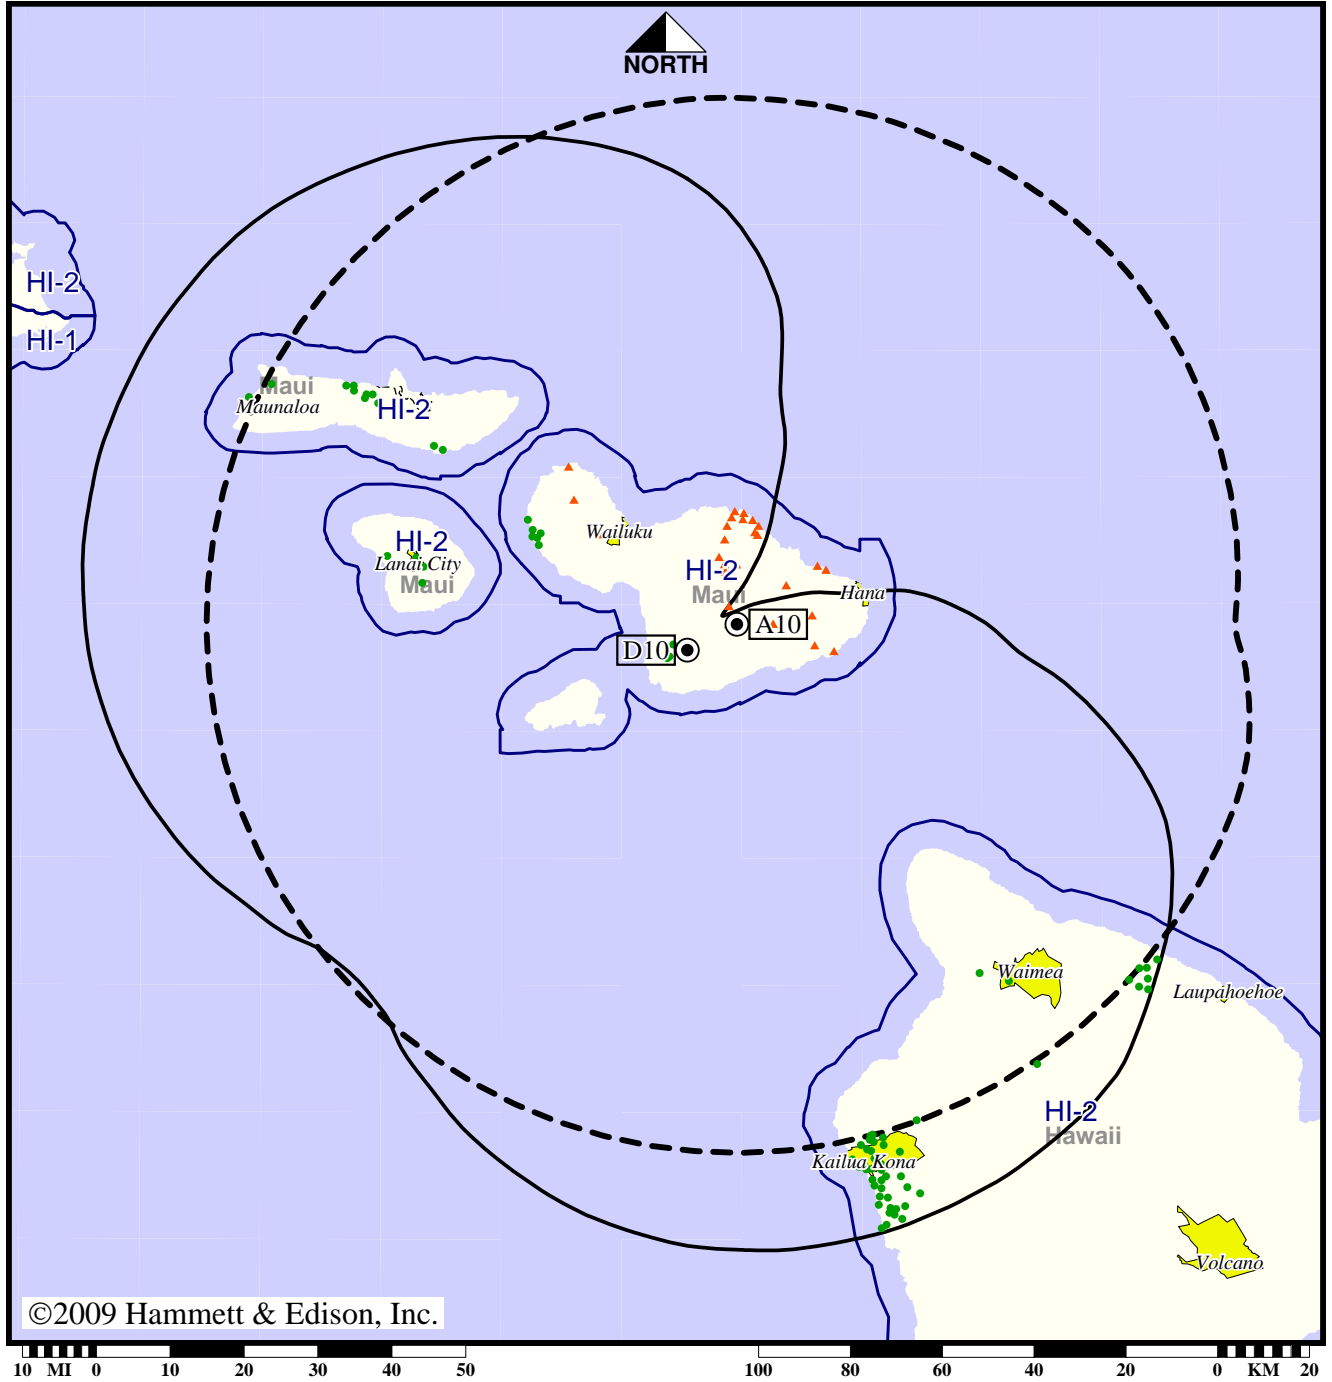 NORTH
HI-2
HI-1
Maui
Maunaloa
HI-2
Wailuku
HI-2
Lanai City
Maui
HI-2
Maui
Hana
A10
D10
Waimea
Laupahoehoe
HI-2
Hawaii
Kailua Kona
Volcano
©2009 Hammett & Edison, Inc.
10 MI 0 10 20 30 40 50 100 80 60 40 20 0 KM 20